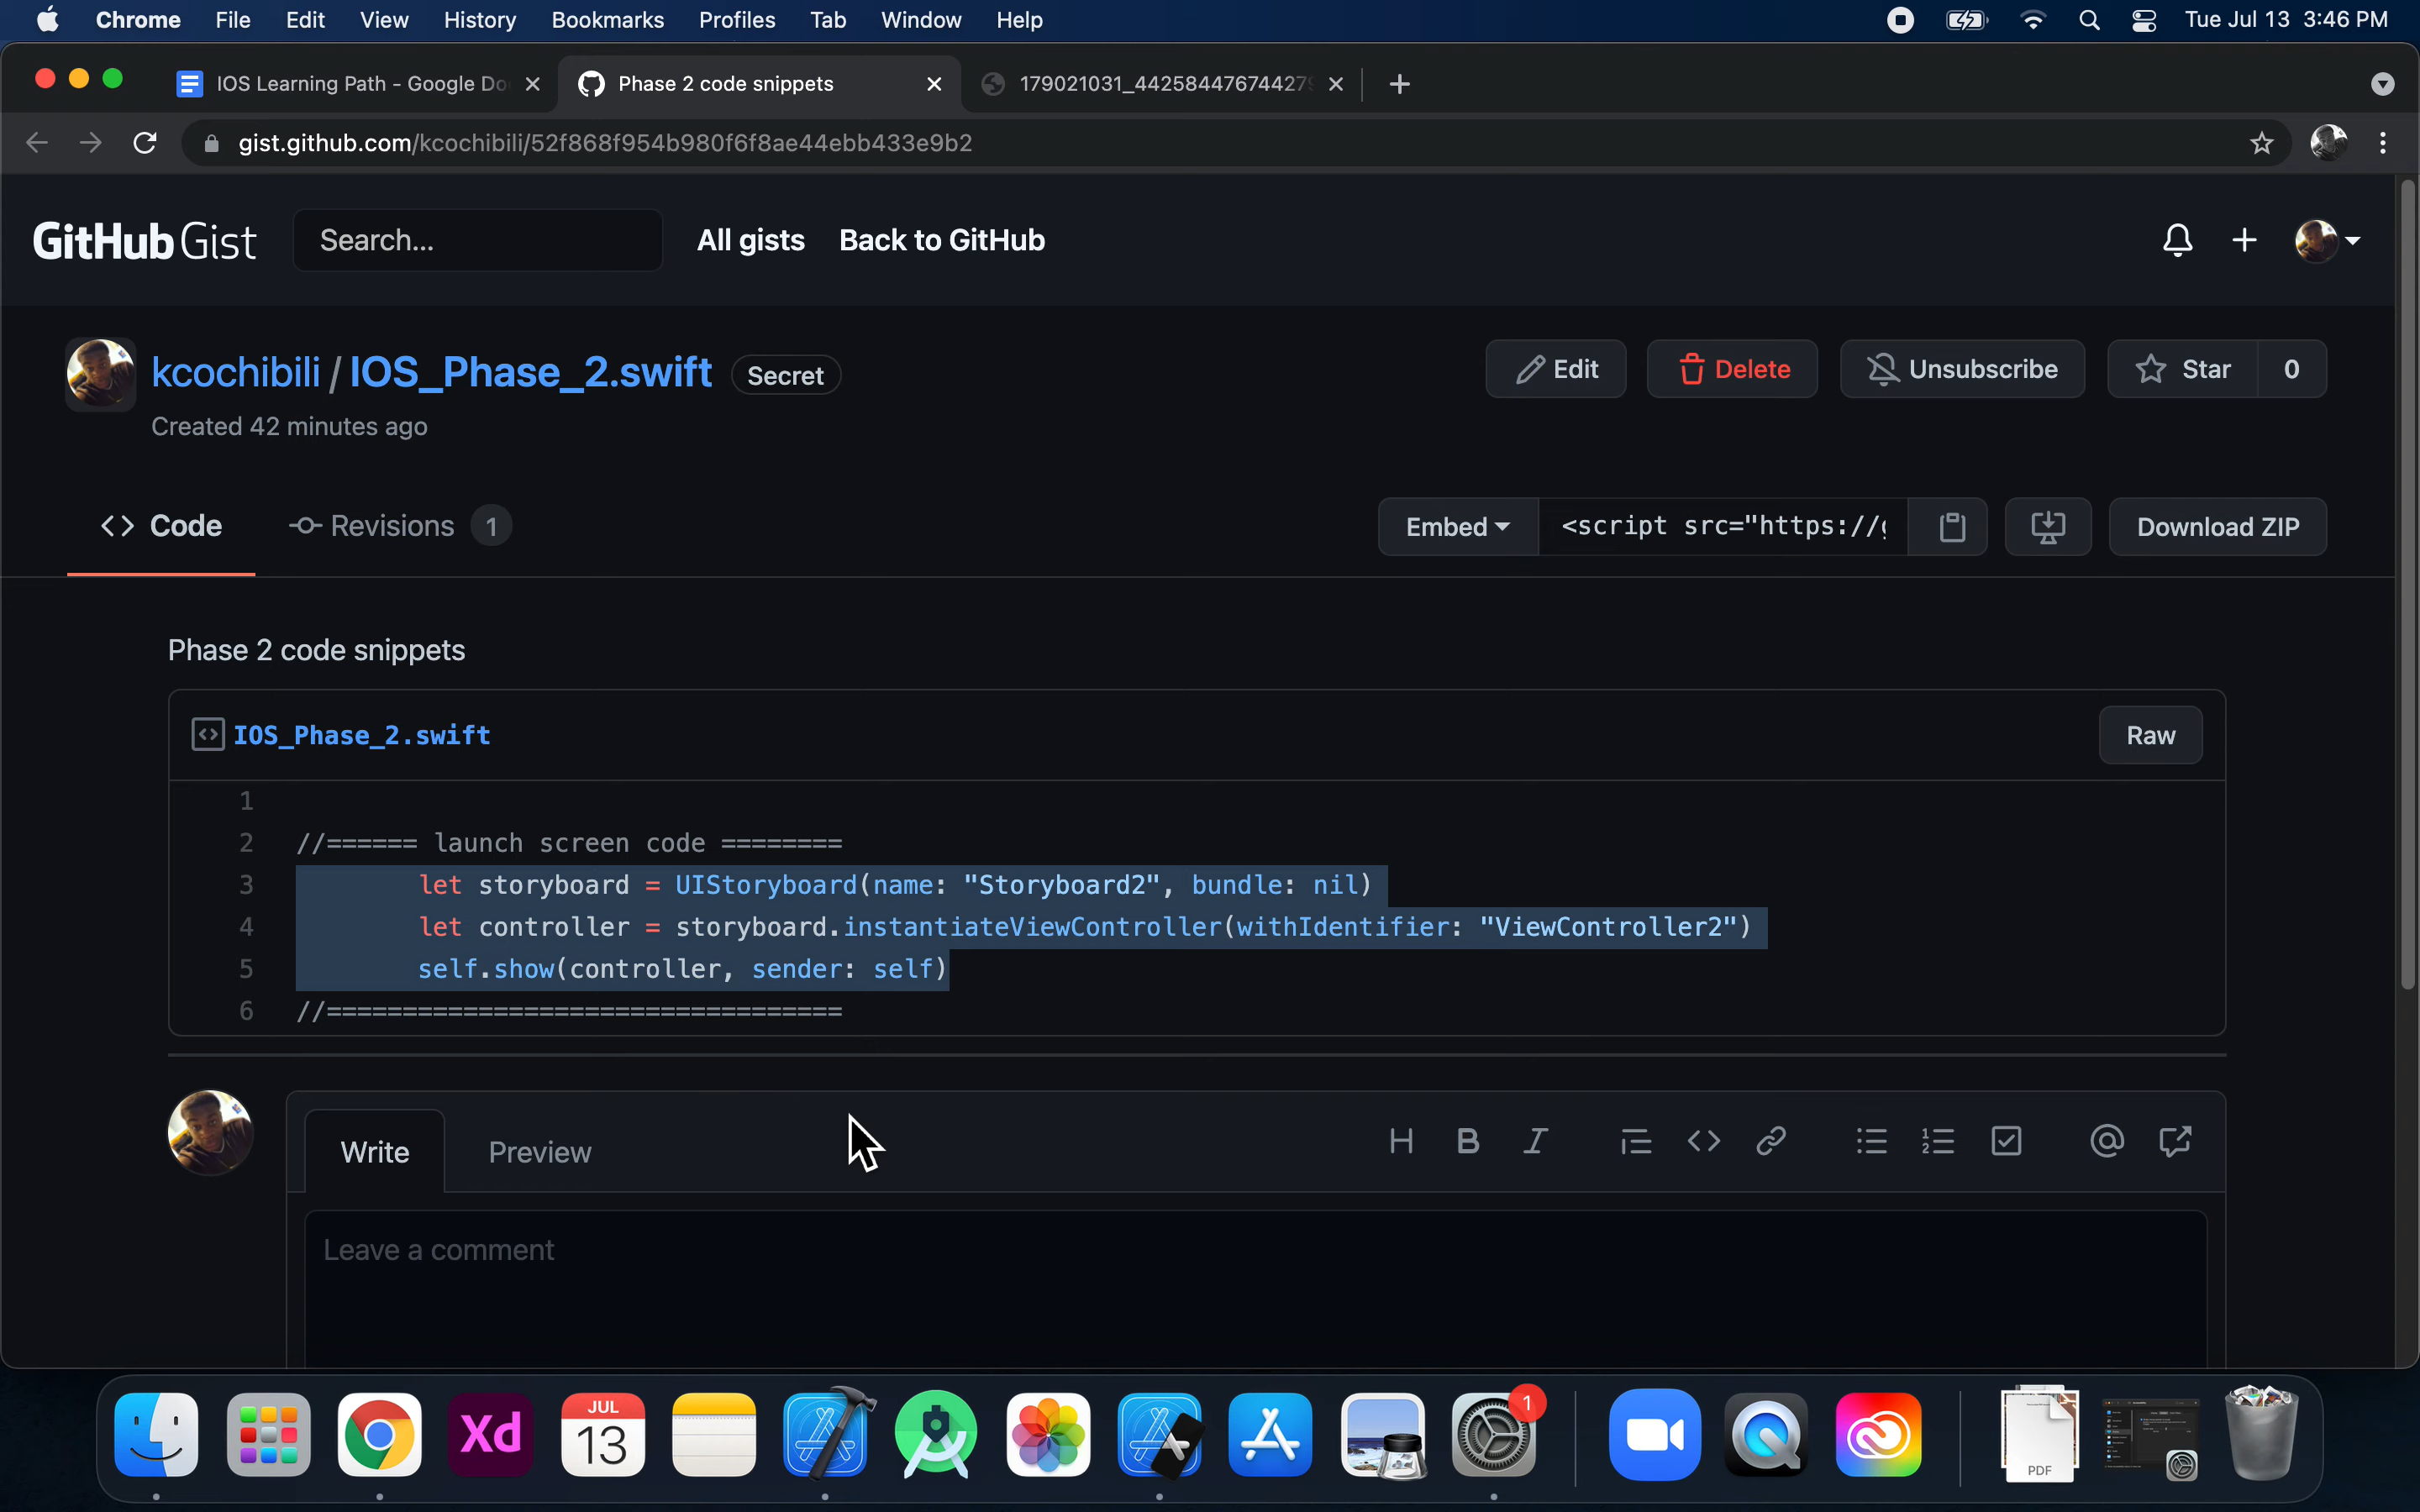 Chrome File Edit View History Bookmarks Profiles Tab Window Help Tue Jul 13 3:46 PM
IOS Learning Path - Google Do Phase 2 code snippets 179021031_44258447674427
gist.github.com/kcochibili/52f868f954b980f6f8ae44ebb433e9b2
GitHub Gist Search... All gists Back to GitHub
kcochibili / IOS_Phase_2.swift Secret Edit Delete Unsubscribe Star 0
Created 42 minutes ago
Code Revisions 1 Embed <script src="https://g Download ZIP
Phase 2 code snippets
IOS_Phase_2.swift Raw
1
2 //====== launch screen code ========
3 let storyboard = UIStoryboard(name: "Storyboard2", bundle: nil)
4 let controller = storyboard.instantiateViewController(withIdentifier: "ViewController2")
5 self.show(controller, sender: self)
6 //==================================
Write Preview
Leave a comment
Xd JUL 13 1 PDF